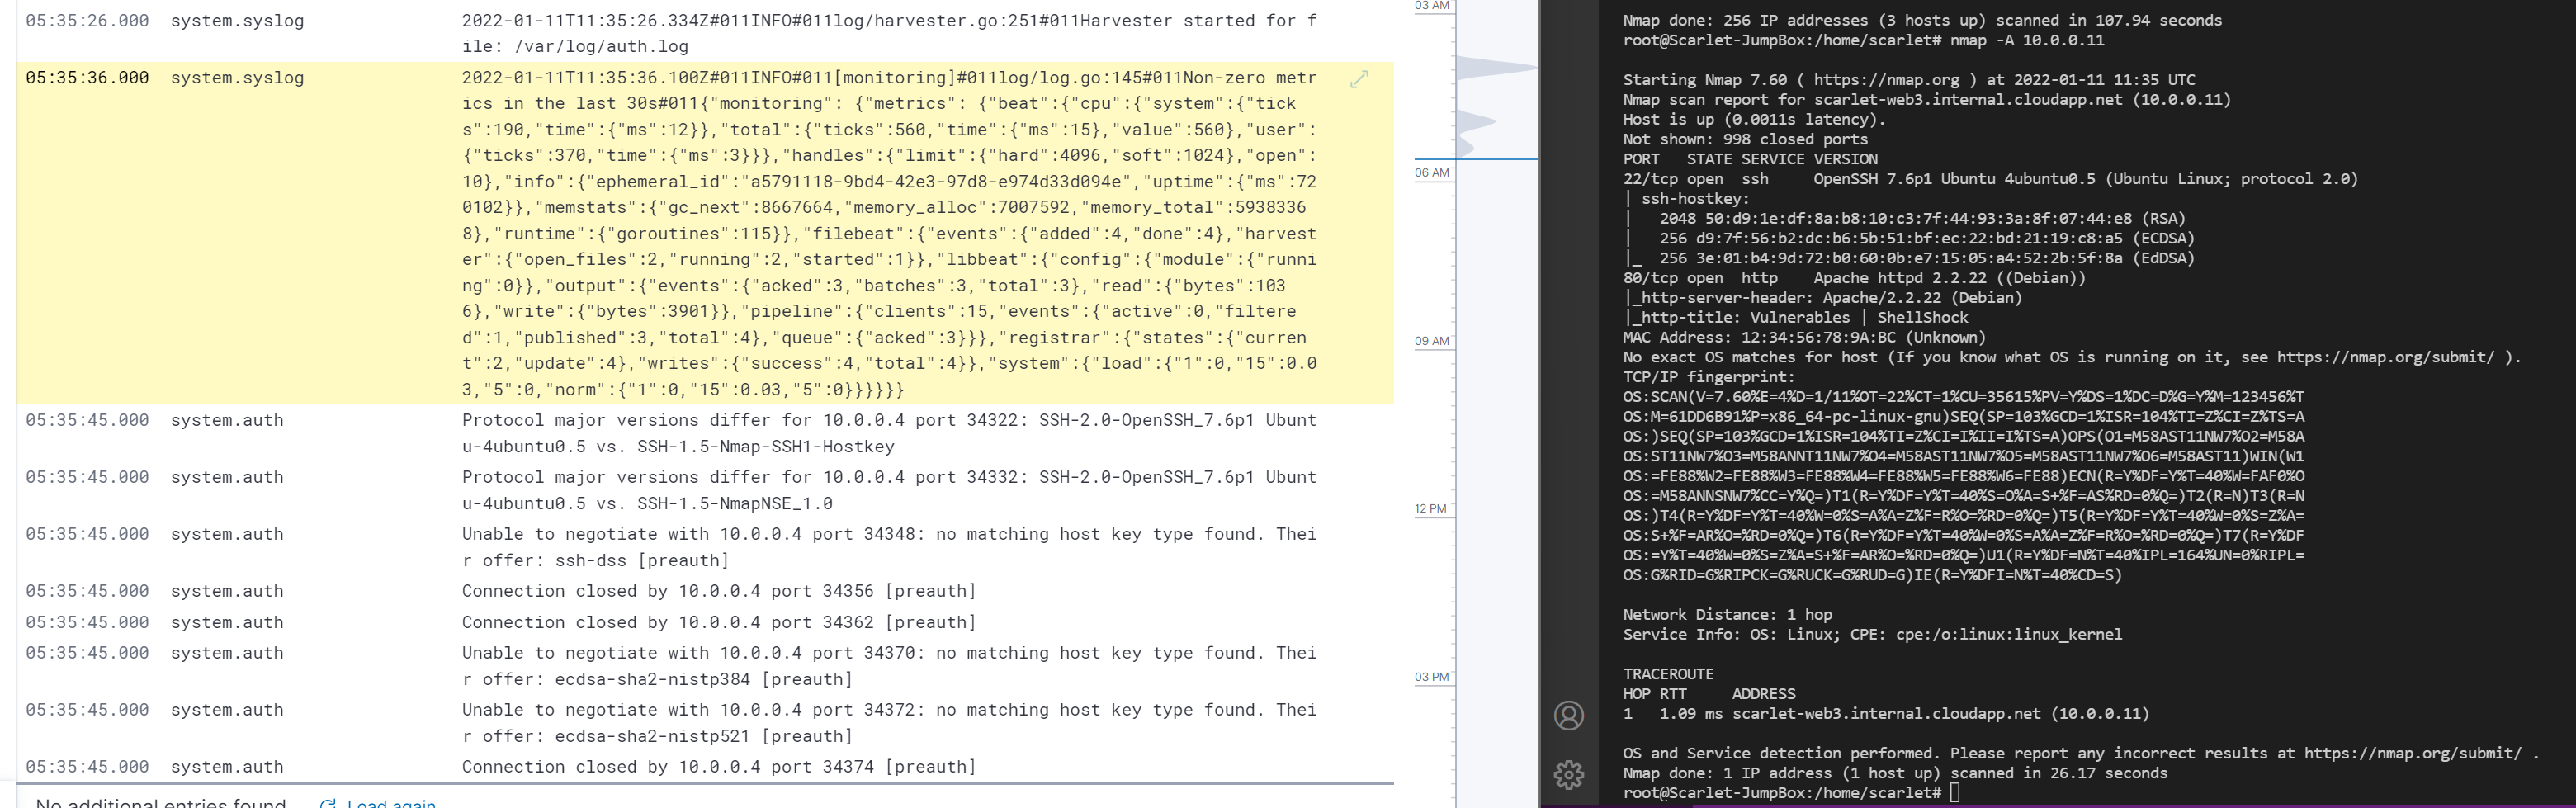 05:35:26.000 system.syslog 2022-01-11T11:35:26.334Z#011INFO#011log/harvester.go:251#011Harvester started for f
ile: /var/log/auth.log
05:35:36.000 system.syslog 2022-01-11T11:35:36.100Z#011INFO#011[monitoring]#011log/log.go:145#011Non-zero metr
ics in the last 30s#011{"monitoring": {"metrics": {"beat":{"cpu":{"system":{"tick
s":190,"time":{"ms":12}},"total":{"ticks":560,"time":{"ms":15},"value":560},"user":
{"ticks":370,"time":{"ms":3}}},"handles":{"limit":{"hard":4096,"soft":1024},"open":
10},"info":{"ephemeral_id":"a5791118-9bd4-42e3-97d8-e974d33d094e","uptime":{"ms":72
0102}},"memstats":{"gc_next":8667664,"memory_alloc":7007592,"memory_total":5938336
8},"runtime":{"goroutines":115}},"filebeat":{"events":{"added":4,"done":4},"harvest
er":{"open_files":2,"running":2,"started":1}},"libbeat":{"config":{"module":{"runni
ng":0}},"output":{"events":{"acked":3,"batches":3,"total":3},"read":{"bytes":103
6},"write":{"bytes":3901}},"pipeline":{"clients":15,"events":{"active":0,"filtere
d":1,"published":3,"total":4},"queue":{"acked":3}}},"registrar":{"states":{"curren
t":2,"update":4},"writes":{"success":4,"total":4}},"system":{"load":{"1":0,"15":0.0
3,"5":0,"norm":{"1":0,"15":0.03,"5":0}}}}}}
05:35:45.000 system.auth Protocol major versions differ for 10.0.0.4 port 34322: SSH-2.0-OpenSSH_7.6p1 Ubunt
u-4ubuntu0.5 vs. SSH-1.5-Nmap-SSH1-Hostkey
05:35:45.000 system.auth Protocol major versions differ for 10.0.0.4 port 34332: SSH-2.0-OpenSSH_7.6p1 Ubunt
u-4ubuntu0.5 vs. SSH-1.5-NmapNSE_1.0
05:35:45.000 system.auth Unable to negotiate with 10.0.0.4 port 34348: no matching host key type found. Thei
r offer: ssh-dss [preauth]
05:35:45.000 system.auth Connection closed by 10.0.0.4 port 34356 [preauth]
05:35:45.000 system.auth Connection closed by 10.0.0.4 port 34362 [preauth]
05:35:45.000 system.auth Unable to negotiate with 10.0.0.4 port 34370: no matching host key type found. Thei
r offer: ecdsa-sha2-nistp384 [preauth]
05:35:45.000 system.auth Unable to negotiate with 10.0.0.4 port 34372: no matching host key type found. Thei
r offer: ecdsa-sha2-nistp521 [preauth]
05:35:45.000 system.auth Connection closed by 10.0.0.4 port 34374 [preauth]
No additional entries found Load again
03 AM
06 AM
09 AM
12 PM
03 PM
Nmap done: 256 IP addresses (3 hosts up) scanned in 107.94 seconds
root@Scarlet-JumpBox:/home/scarlet# nmap -A 10.0.0.11
Starting Nmap 7.60 ( https://nmap.org ) at 2022-01-11 11:35 UTC
Nmap scan report for scarlet-web3.internal.cloudapp.net (10.0.0.11)
Host is up (0.0011s latency).
Not shown: 998 closed ports
PORT   STATE SERVICE VERSION
22/tcp open  ssh     OpenSSH 7.6p1 Ubuntu 4ubuntu0.5 (Ubuntu Linux; protocol 2.0)
| ssh-hostkey:
|   2048 50:d9:1e:df:8a:b8:10:c3:7f:44:93:3a:8f:07:44:e8 (RSA)
|   256 d9:7f:56:b2:dc:b6:5b:51:bf:ec:22:bd:21:19:c8:a5 (ECDSA)
|_  256 3e:01:b4:9d:72:b0:60:0b:e7:15:05:a4:52:2b:5f:8a (EdDSA)
80/tcp open  http    Apache httpd 2.2.22 ((Debian))
|_http-server-header: Apache/2.2.22 (Debian)
|_http-title: Vulnerables | ShellShock
MAC Address: 12:34:56:78:9A:BC (Unknown)
No exact OS matches for host (If you know what OS is running on it, see https://nmap.org/submit/ ).
TCP/IP fingerprint:
OS:SCAN(V=7.60%E=4%D=1/11%OT=22%CT=1%CU=35615%PV=Y%DS=1%DC=D%G=Y%M=123456%T
OS:M=61DD6B91%P=x86_64-pc-linux-gnu)SEQ(SP=103%GCD=1%ISR=104%TI=Z%CI=Z%TS=A
OS:)SEQ(SP=103%GCD=1%ISR=104%TI=Z%CI=I%II=I%TS=A)OPS(O1=M58AST11NW7%O2=M58A
OS:ST11NW7%O3=M58ANNT11NW7%O4=M58AST11NW7%O5=M58AST11NW7%O6=M58AST11)WIN(W1
OS:=FE88%W2=FE88%W3=FE88%W4=FE88%W5=FE88%W6=FE88)ECN(R=Y%DF=Y%T=40%W=FAF0%O
OS:=M58ANNSNW7%CC=Y%Q=)T1(R=Y%DF=Y%T=40%S=O%A=S+%F=AS%RD=0%Q=)T2(R=N)T3(R=N
OS:)T4(R=Y%DF=Y%T=40%W=0%S=A%A=Z%F=R%O=%RD=0%Q=)T5(R=Y%DF=Y%T=40%W=0%S=Z%A=
OS:S+%F=AR%O=%RD=0%Q=)T6(R=Y%DF=Y%T=40%W=0%S=A%A=Z%F=R%O=%RD=0%Q=)T7(R=Y%DF
OS:=Y%T=40%W=0%S=Z%A=S+%F=AR%O=%RD=0%Q=)U1(R=Y%DF=N%T=40%IPL=164%UN=0%RIPL=
OS:G%RID=G%RIPCK=G%RUCK=G%RUD=G)IE(R=Y%DFI=N%T=40%CD=S)
Network Distance: 1 hop
Service Info: OS: Linux; CPE: cpe:/o:linux:linux_kernel
TRACEROUTE
HOP RTT     ADDRESS
1   1.09 ms scarlet-web3.internal.cloudapp.net (10.0.0.11)
OS and Service detection performed. Please report any incorrect results at https://nmap.org/submit/ .
Nmap done: 1 IP address (1 host up) scanned in 26.17 seconds
root@Scarlet-JumpBox:/home/scarlet#